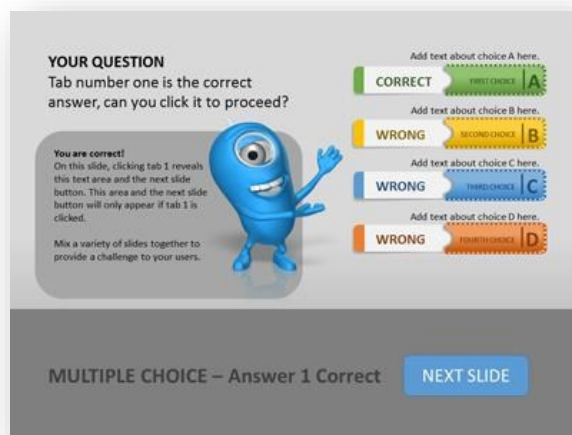 YOUR QUESTION
Tab number one is the correct
answer, can you click it to proceed?
You are correct!
On this slide, clicking tab 1 reveals
this text area and the next slide
button. This area and the next slide
button will only appear if tab 1 is
clicked.
Mix a variety of slides together to
provide a challenge to your users.
Add text about choice A here.
CORRECT FIRST CHOICE A
Add text about choice B here.
WRONG SECOND CHOICE B
Add text about choice C here.
WRONG THIRD CHOICE C
Add text about choice D here.
WRONG FOURTH CHOICE D
MULTIPLE CHOICE – Answer 1 Correct
NEXT SLIDE